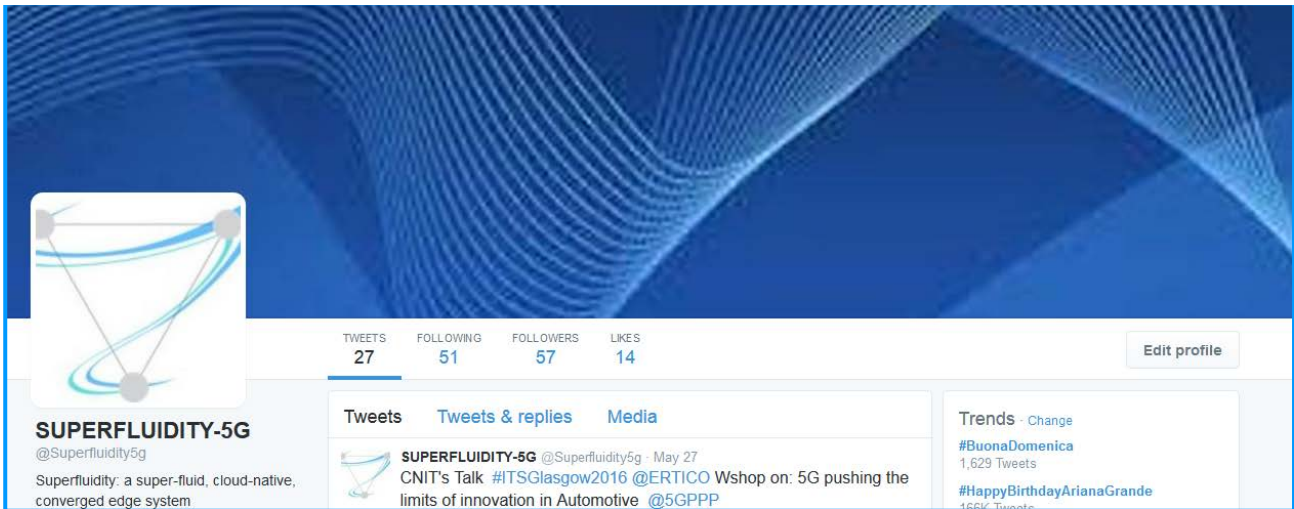 TWEETS FOLLOWING FOLLOWERS LIKES
27 51 57 14
Edit profile
SUPERFLUIDITY-5G
@Superfluidity5g
Superfluidity: a super-fluid, cloud-native,
converged edge system
Tweets Tweets & replies Media
SUPERFLUIDITY-5G @Superfluidity5g · May 27
CNIT's Talk #ITSGlasgow2016 @ERTICO Wshop on: 5G pushing the
limits of innovation in Automotive @5GPPP
Trends · Change
#BuonaDomenica
1,629 Tweets
#HappyBirthdayArianaGrande
166K Tweets